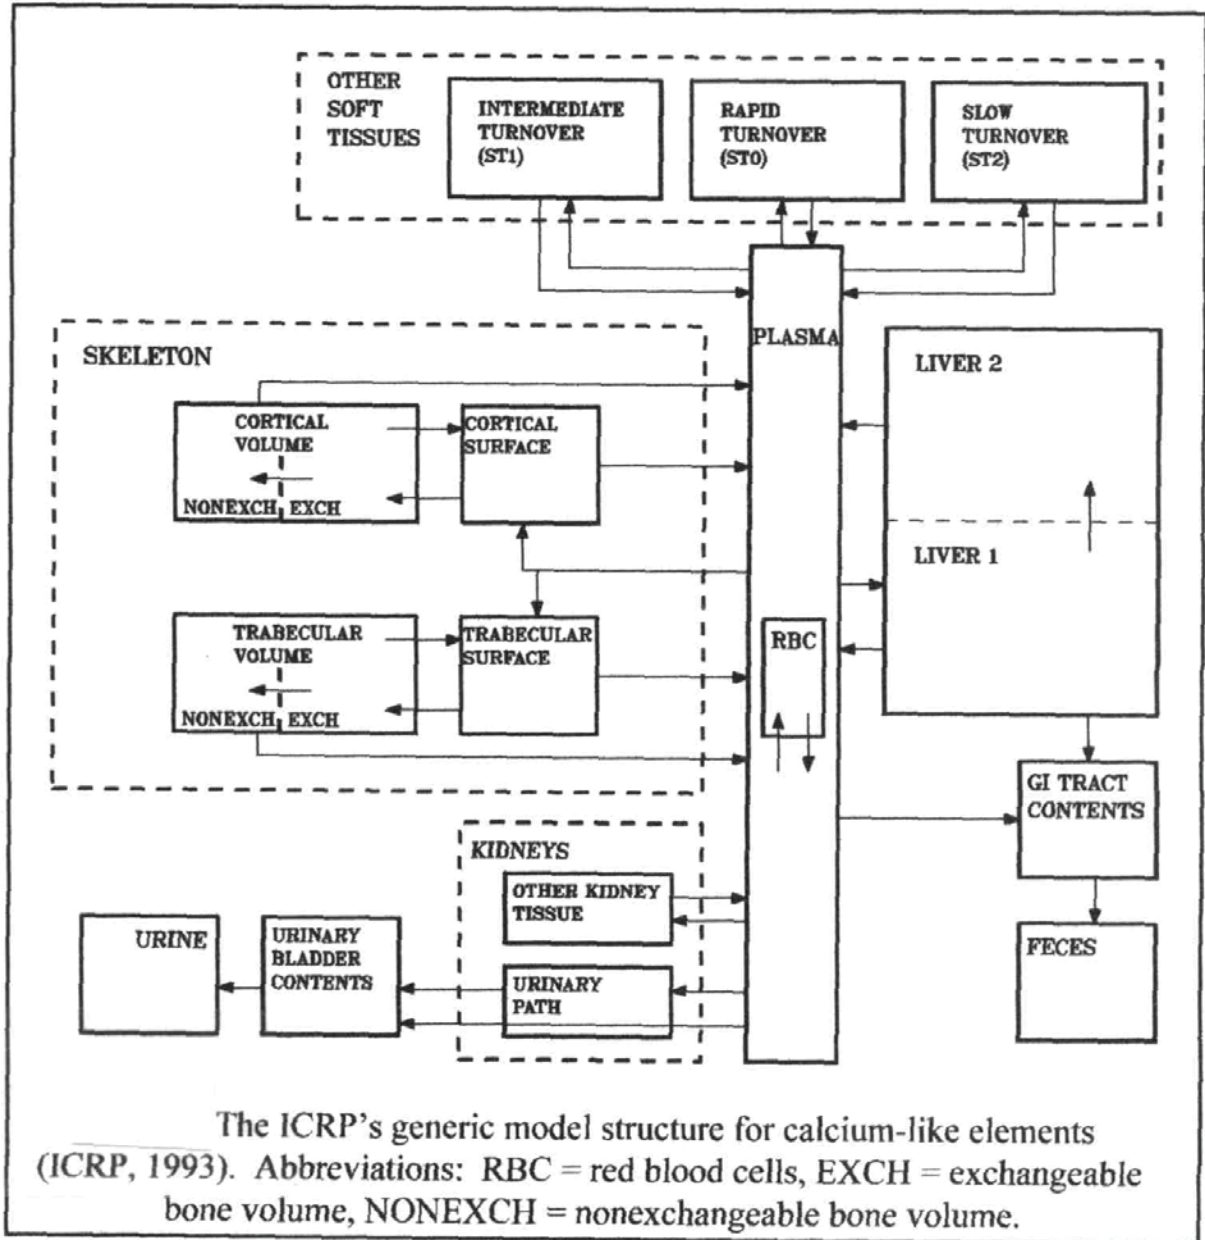 OTHER
SOFT
TISSUES
INTERMEDIATE
TURNOVER
(ST1)
RAPID
TURNOVER
(ST0)
SLOW
TURNOVER
(ST2)
PLASMA
SKELETON
CORTICAL
VOLUME
NONEXCH EXCH
CORTICAL
SURFACE
TRABECULAR
VOLUME
NONEXCH EXCH
TRABECULAR
SURFACE
RBC
LIVER 2
LIVER 1
GI TRACT
CONTENTS
FECES
KIDNEYS
OTHER KIDNEY
TISSUE
URINARY
PATH
URINARY
BLADDER
CONTENTS
URINE
The ICRP's generic model structure for calcium-like elements
(ICRP, 1993). Abbreviations: RBC = red blood cells, EXCH = exchangeable
bone volume, NONEXCH = nonexchangeable bone volume.